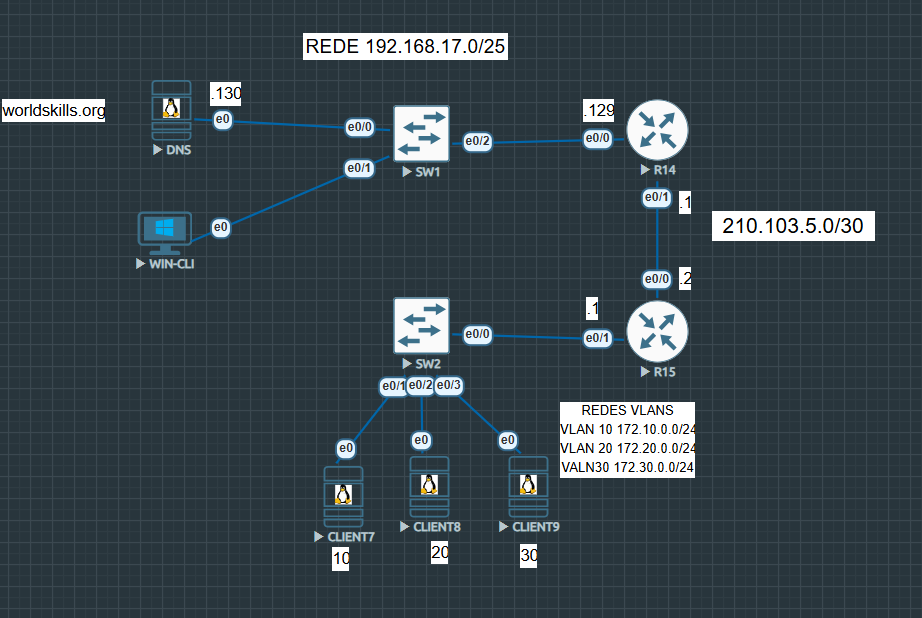 REDE 192.168.17.0/25
worldskills.org
.130
e0
DNS
e0/0
SW1
e0/1
e0/2
.129
e0/0
R14
e0/1
.1
210.103.5.0/30
e0
WIN-CLI
e0/0
.2
.1
e0/1
R15
SW2
e0/0
e0/1
e0/2
e0/3
REDES VLANS
VLAN 10 172.10.0.0/24
VLAN 20 172.20.0.0/24
VALN30 172.30.0.0/24
e0
e0
e0
CLIENT7
CLIENT8
CLIENT9
10
20
30